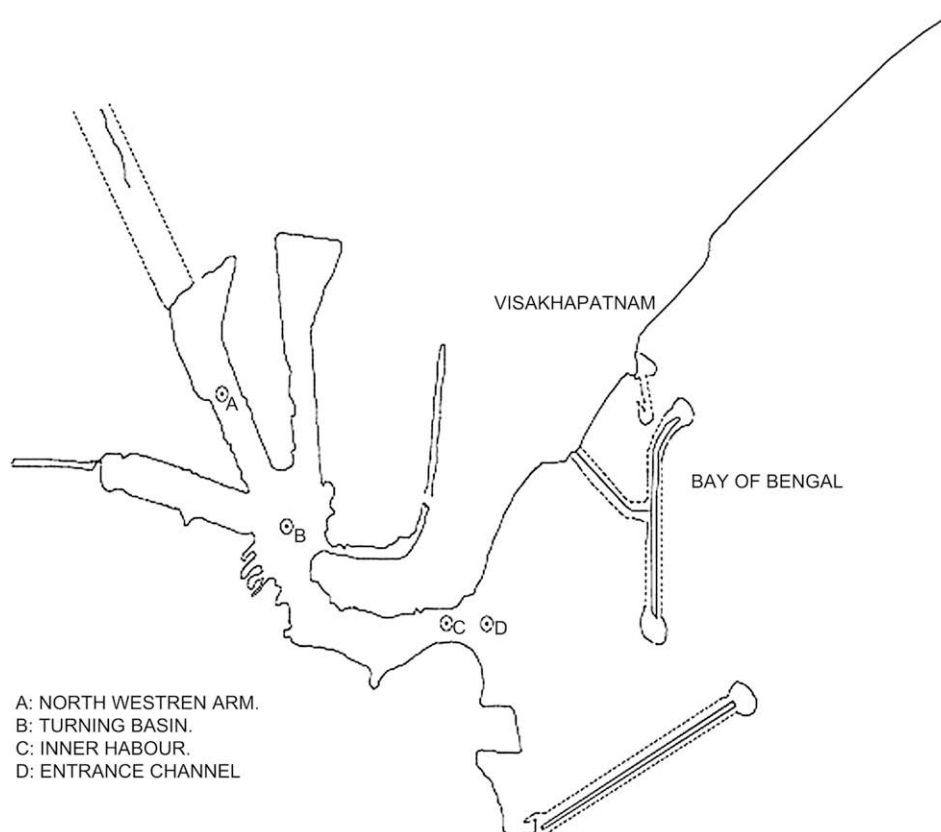 VISAKHAPATNAM
A
BAY OF BENGAL
B
C D
A: NORTH WESTREN ARM.
B: TURNING BASIN.
C: INNER HABOUR.
D: ENTRANCE CHANNEL